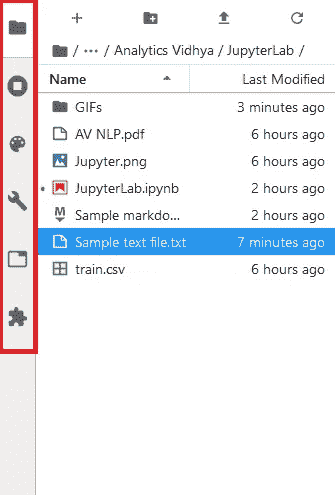 / ··· / Analytics Vidhya / JupyterLab /
Name Last Modified
GIFs 3 minutes ago
AV NLP.pdf 6 hours ago
Jupyter.png 6 hours ago
JupyterLab.ipynb 2 hours ago
Sample markdo... 2 hours ago
Sample text file.txt 7 minutes ago
train.csv 6 hours ago